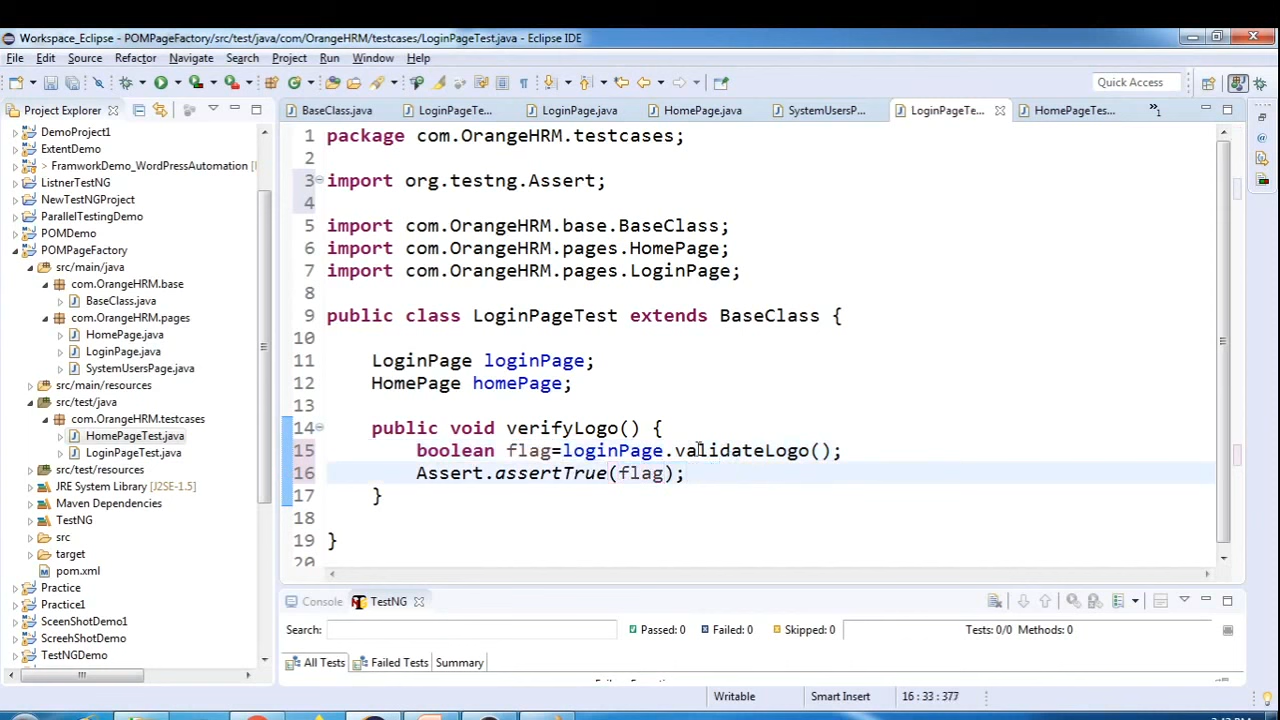 Workspace_Eclipse - POMPageFactory/src/test/java/com/OrangeHRM/testcases/LoginPageTest.java - Eclipse IDE
File Edit Source Refactor Navigate Search Project Run Window Help
Quick Access
Project Explorer
BaseClass.java LoginPageTe... LoginPage.java HomePage.java SystemUsersP... LoginPageTe... HomePageTes... »1
DemoProject1
ExtentDemo
> FramworkDemo_WordPressAutomation
ListnerTestNG
NewTestNGProject
ParallelTestingDemo
POMDemo
POMPageFactory
src/main/java
com.OrangeHRM.base
BaseClass.java
com.OrangeHRM.pages
HomePage.java
LoginPage.java
SystemUsersPage.java
src/main/resources
src/test/java
com.OrangeHRM.testcases
HomePageTest.java
LoginPageTest.java
src/test/resources
JRE System Library [J2SE-1.5]
Maven Dependencies
TestNG
src
target
pom.xml
Practice
Practice1
SceenShotDemo1
ScreehShotDemo
TestNGDemo
1 package com.OrangeHRM.testcases;
2
3 import org.testng.Assert;
4
5 import com.OrangeHRM.base.BaseClass;
6 import com.OrangeHRM.pages.HomePage;
7 import com.OrangeHRM.pages.LoginPage;
8
9 public class LoginPageTest extends BaseClass {
10
11 LoginPage loginPage;
12 HomePage homePage;
13
14 public void verifyLogo() {
15 boolean flag=loginPage.validateLogo();
16 Assert.assertTrue(flag);
17 }
18
19 }
20
Console TestNG
Search: Passed: 0 Failed: 0 Skipped: 0 Tests: 0/0 Methods: 0
All Tests Failed Tests Summary
Writable Smart Insert 16 : 33 : 377